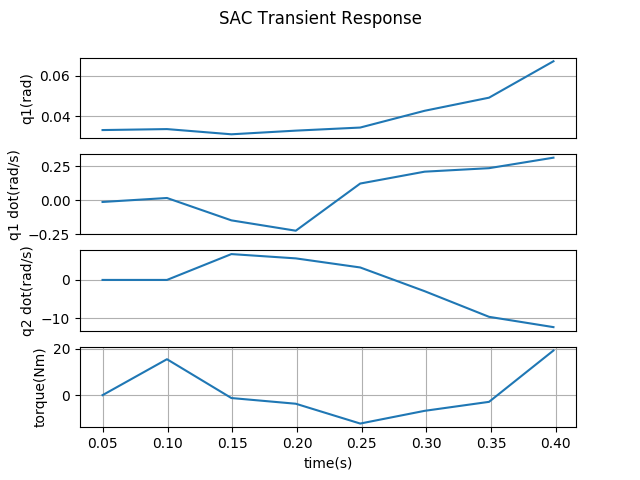 SAC Transient Response
q1(rad)
0.06
0.04
q1 dot(rad/s)
0.25
0.00
−0.25
q2 dot(rad/s)
0
−10
torque(Nm)
20
0
0.05 0.10 0.15 0.20 0.25 0.30 0.35 0.40
time(s)